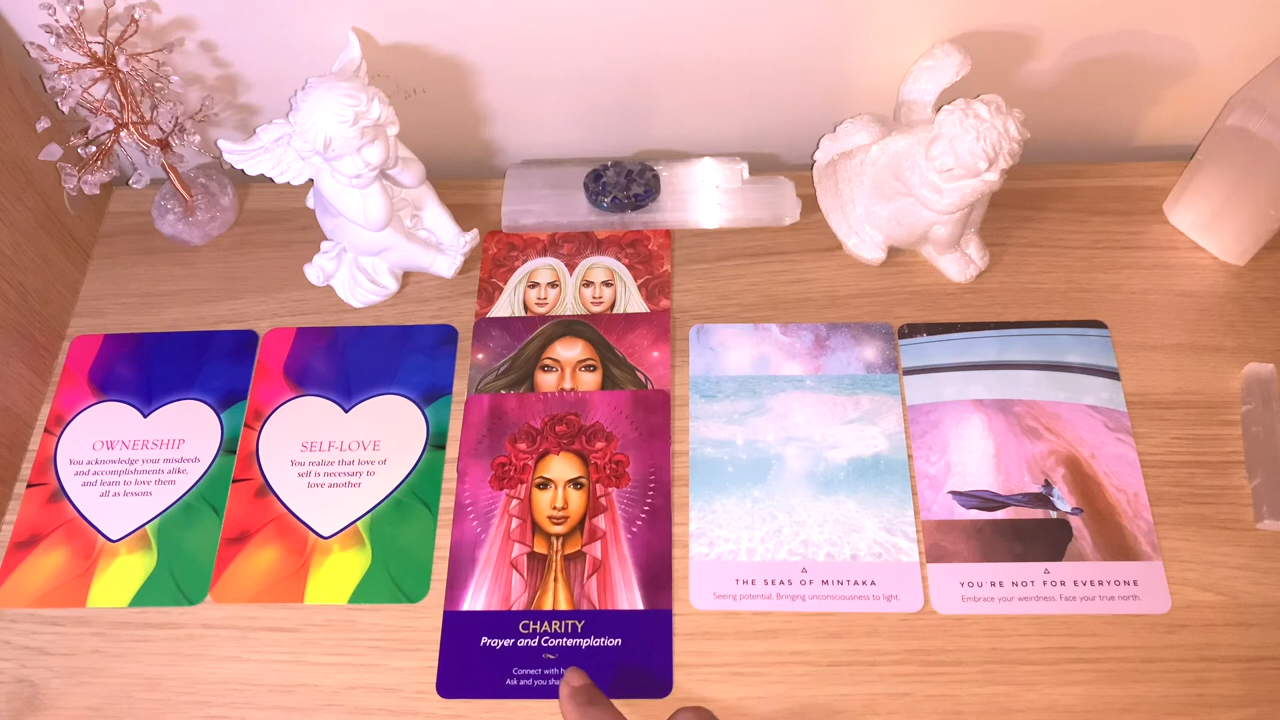 OWNERSHIP
You acknowledge your misdeeds
and accomplishments alike,
and learn to love them
all as lessons
SELF-LOVE
You realize that love of
self is necessary to
love another
CHARITY
Prayer and Contemplation
Connect with
Ask and you
THE SEAS OF MINTAKA
Seeing potential. Bringing unconsciousness to light.
YOU'RE NOT FOR EVERYONE
Embrace your weirdness. Face your true north.